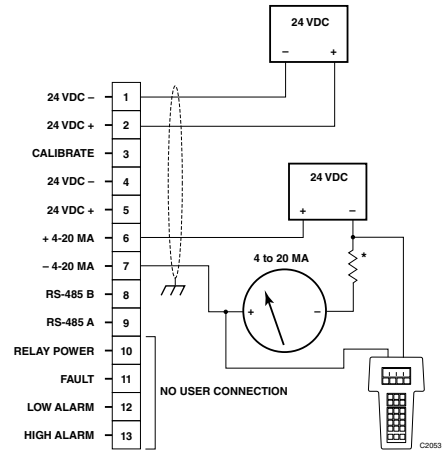 24 VDC
– +
24 VDC – 1
24 VDC + 2
CALIBRATE 3
24 VDC – 4
24 VDC + 5
+ 4-20 MA 6
– 4-20 MA 7
RS-485 B 8
RS-485 A 9
RELAY POWER 10
FAULT 11
LOW ALARM 12
HIGH ALARM 13
24 VDC
+ –
4 to 20 MA
*
+ –
NO USER CONNECTION
C2053